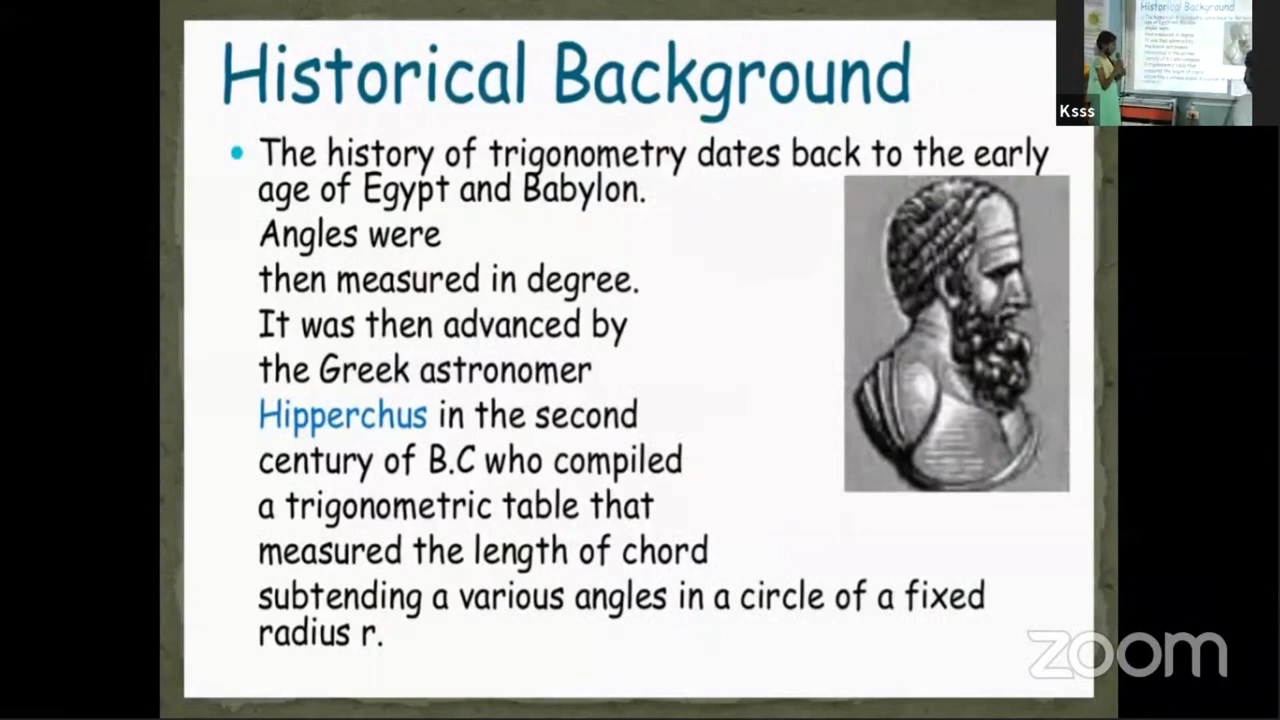 Historical Background
The history of trigonometry dates back to the early
age of Egypt and Babylon.
Angles were
then measured in degree.
It was then advanced by
the Greek astronomer
Hipperchus in the second
century of B.C who compiled
a trigonometric table that
measured the length of chord
subtending a various angles in a circle of a fixed
radius r.
Historical Background
Ksss
zoom